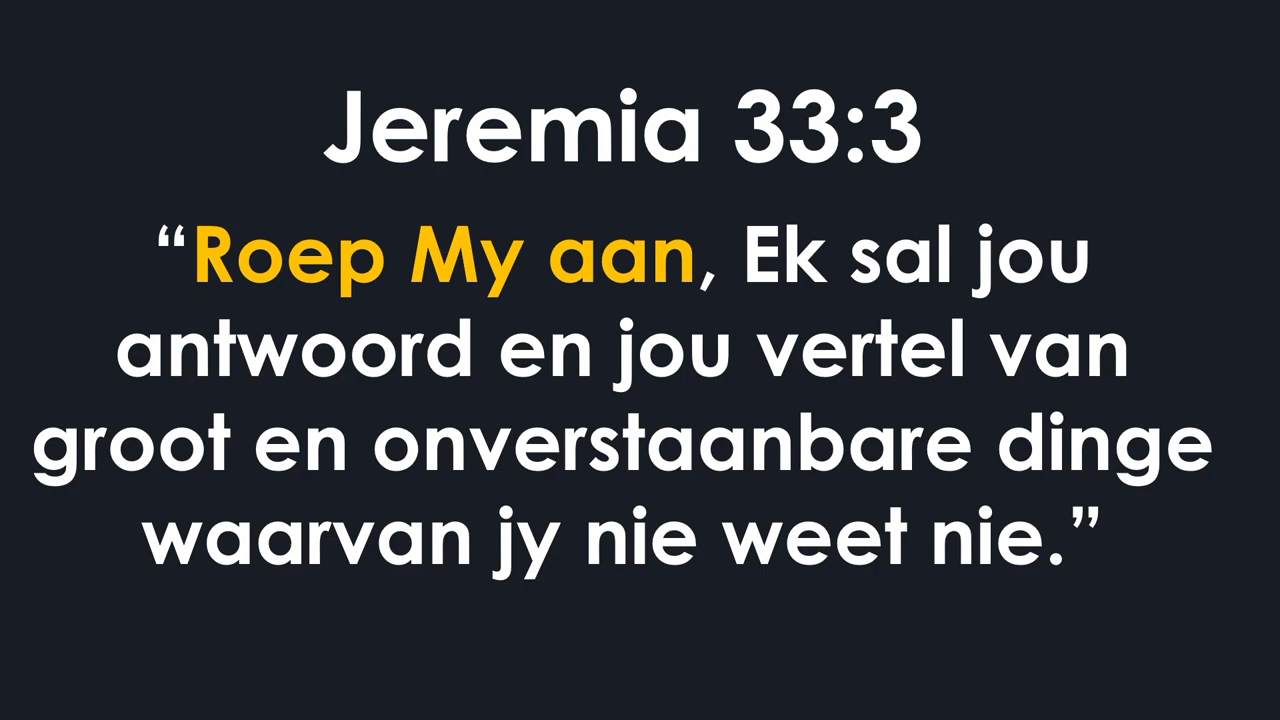 Jeremia 33:3
“Roep My aan, Ek sal jou
antwoord en jou vertel van
groot en onverstaanbare dinge
waarvan jy nie weet nie.”